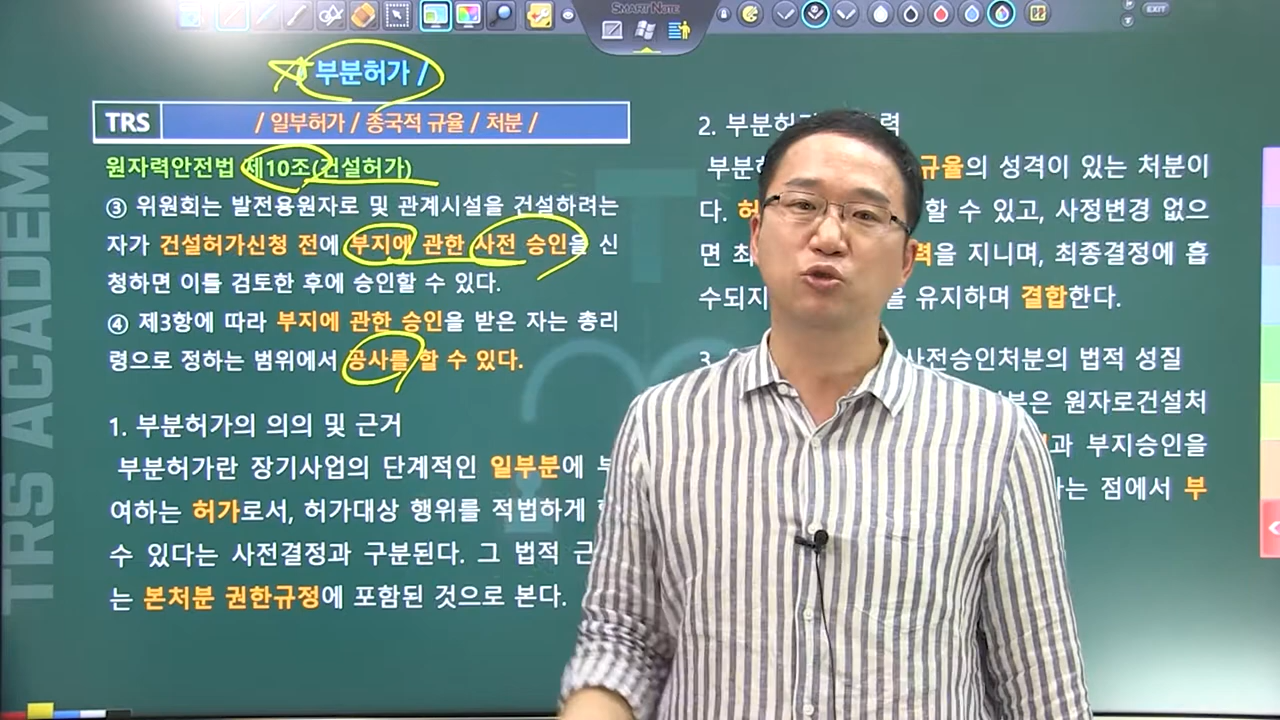 SMART NOTE
EXIT
부분허가 /
TRS / 일부허가 / 종국적 규율 / 처분 /
원자력안전법 제10조(건설허가)
③ 위원회는 발전용원자로 및 관계시설을 건설하려는
자가 건설허가신청 전에 부지에 관한 사전 승인을 신
청하면 이를 검토한 후에 승인할 수 있다.
④ 제3항에 따라 부지에 관한 승인을 받은 자는 총리
령으로 정하는 범위에서 공사를 할 수 있다.
1. 부분허가의 의의 및 근거
부분허가란 장기사업의 단계적인 일부분에 부
여하는 허가로서, 허가대상 행위를 적법하게
수 있다는 사전결정과 구분된다. 그 법적 근
는 본처분 권한규정에 포함된 것으로 본다.
2. 부분허 력
부분허 규율의 성격이 있는 처분이
다. 허 할 수 있고, 사정변경 없으
면 최 력을 지니며, 최종결정에 흡
수되지 을 유지하며 결합한다.
3. 사전승인처분의 법적 성질
분은 원자로건설처
과 부지승인을
는 점에서 부
TRS ACADEMY